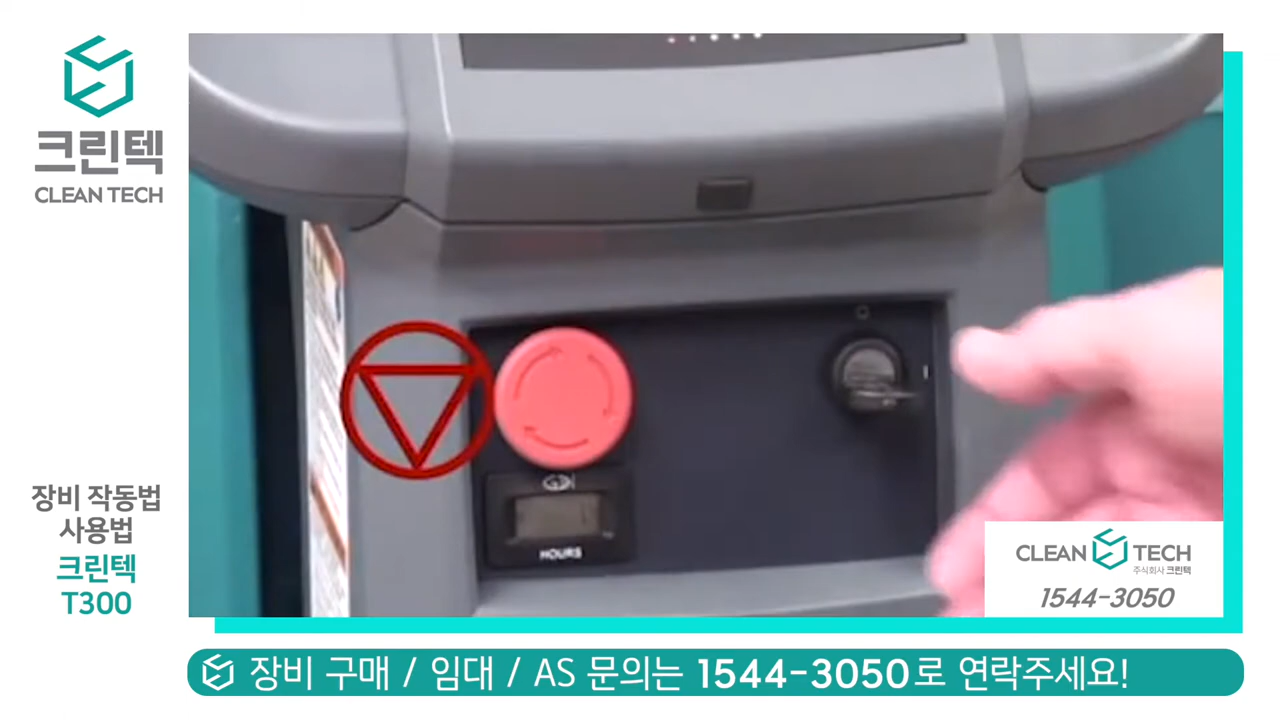 크린텍
CLEAN TECH
장비 작동법
사용법
크린텍
T300
GDI
HOURS
CLEAN TECH
주식회사 크린텍
1544-3050
장비 구매 / 임대 / AS 문의는 1544-3050로 연락주세요!